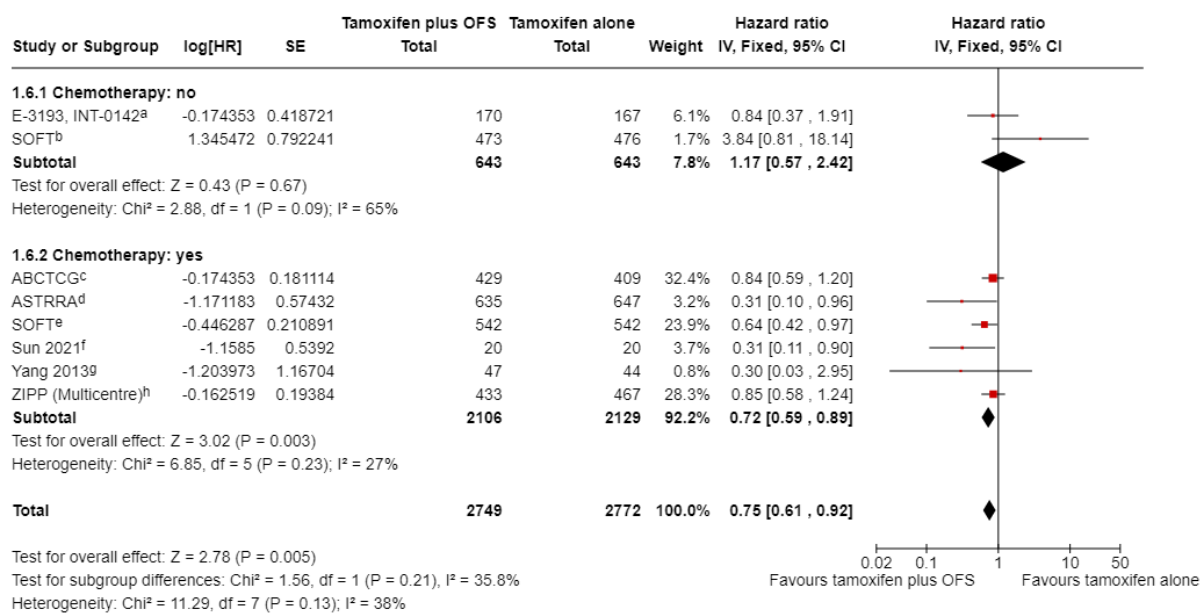 Tamoxifen plus OFS Tamoxifen alone Hazard ratio Hazard ratio
Study or Subgroup log[HR] SE Total Total Weight IV, Fixed, 95% CI IV, Fixed, 95% CI
1.6.1 Chemotherapy: no
E-3193, INT-0142ᵃ -0.174353 0.418721 170 167 6.1% 0.84 [0.37 , 1.91]
SOFTᵇ 1.345472 0.792241 473 476 1.7% 3.84 [0.81 , 18.14]
Subtotal 643 643 7.8% 1.17 [0.57 , 2.42]
Test for overall effect: Z = 0.43 (P = 0.67)
Heterogeneity: Chi² = 2.88, df = 1 (P = 0.09); I² = 65%
1.6.2 Chemotherapy: yes
ABCTCGᶜ -0.174353 0.181114 429 409 32.4% 0.84 [0.59 , 1.20]
ASTRRAᵈ -1.171183 0.57432 635 647 3.2% 0.31 [0.10 , 0.96]
SOFTᵉ -0.446287 0.210891 542 542 23.9% 0.64 [0.42 , 0.97]
Sun 2021ᶠ -1.1585 0.5392 20 20 3.7% 0.31 [0.11 , 0.90]
Yang 2013ᵍ -1.203973 1.16704 47 44 0.8% 0.30 [0.03 , 2.95]
ZIPP (Multicentre)ʰ -0.162519 0.19384 433 467 28.3% 0.85 [0.58 , 1.24]
Subtotal 2106 2129 92.2% 0.72 [0.59 , 0.89]
Test for overall effect: Z = 3.02 (P = 0.003)
Heterogeneity: Chi² = 6.85, df = 5 (P = 0.23); I² = 27%
Total 2749 2772 100.0% 0.75 [0.61 , 0.92]
Test for overall effect: Z = 2.78 (P = 0.005)
0.02 0.1 1 10 50
Test for subgroup differences: Chi² = 1.56, df = 1 (P = 0.21), I² = 35.8%
Favours tamoxifen plus OFS Favours tamoxifen alone
Heterogeneity: Chi² = 11.29, df = 7 (P = 0.13); I² = 38%